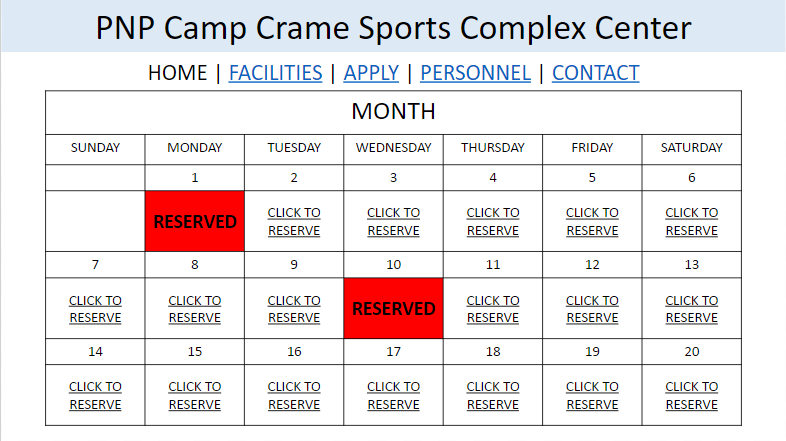 PNP Camp Crame Sports Complex Center
HOME | FACILITIES | APPLY | PERSONNEL | CONTACT
MONTH
SUNDAY MONDAY TUESDAY WEDNESDAY THURSDAY FRIDAY SATURDAY
1 2 3 4 5 6
RESERVED CLICK TO RESERVE CLICK TO RESERVE CLICK TO RESERVE CLICK TO RESERVE CLICK TO RESERVE
7 8 9 10 11 12 13
CLICK TO RESERVE CLICK TO RESERVE CLICK TO RESERVE RESERVED CLICK TO RESERVE CLICK TO RESERVE CLICK TO RESERVE
14 15 16 17 18 19 20
CLICK TO RESERVE CLICK TO RESERVE CLICK TO RESERVE CLICK TO RESERVE CLICK TO RESERVE CLICK TO RESERVE CLICK TO RESERVE